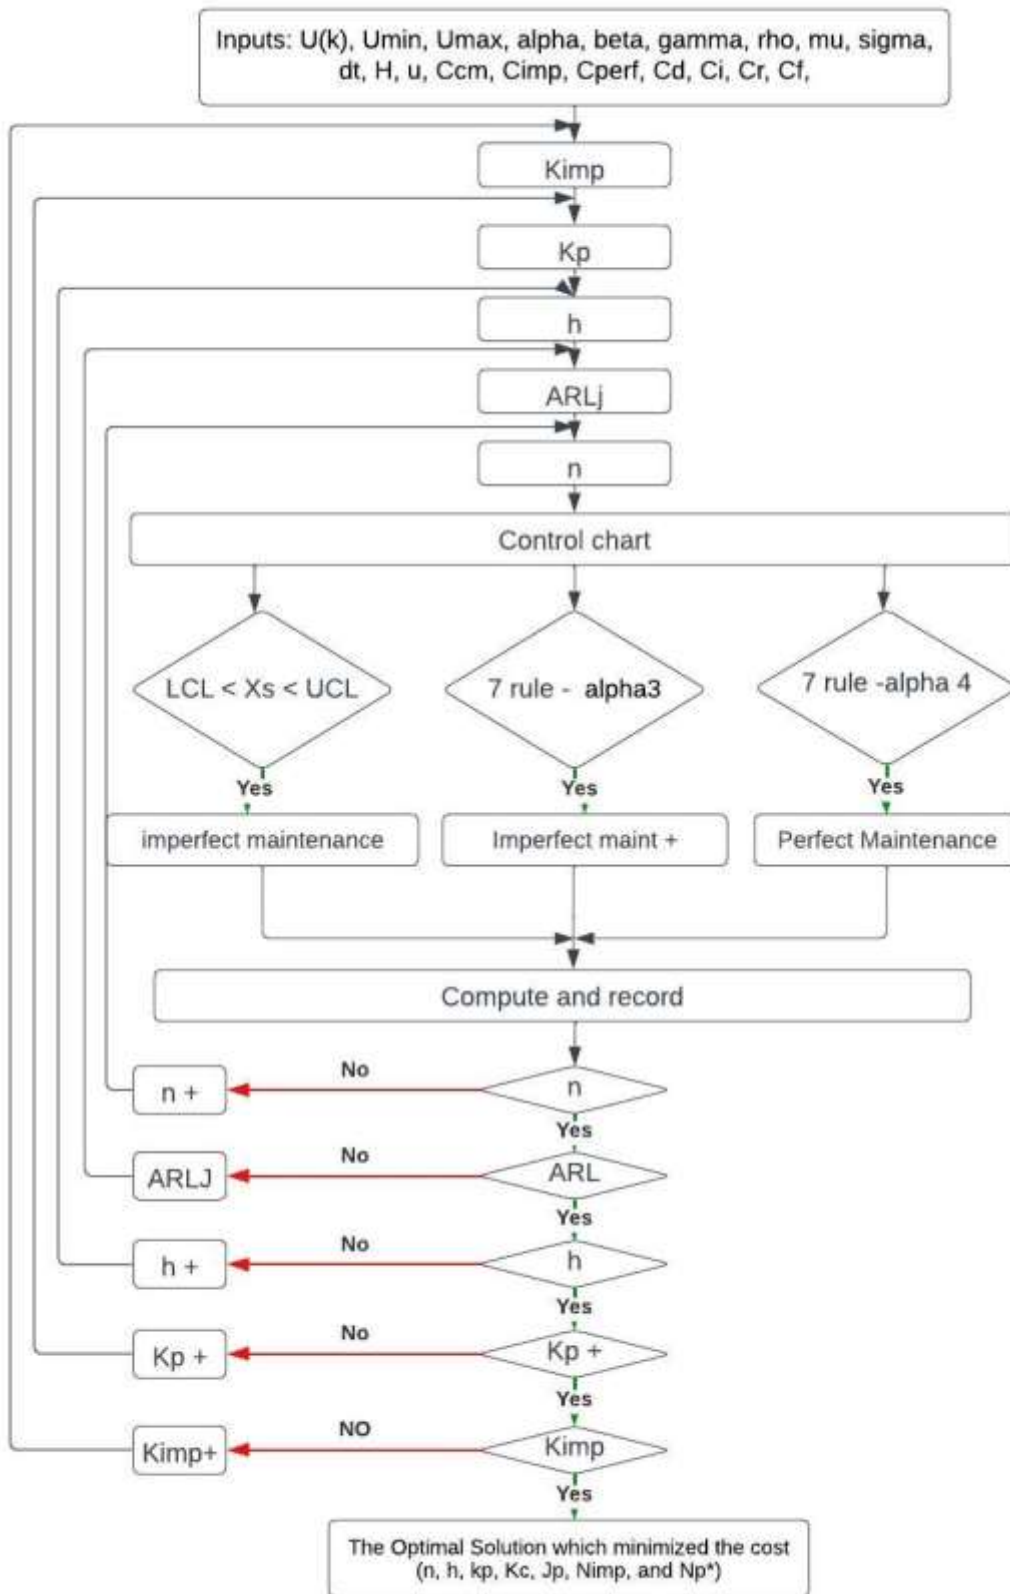 Inputs: U(k), Umin, Umax, alpha, beta, gamma, rho, mu, sigma,
dt, H, u, Ccm, Cimp, Cperf, Cd, Ci, Cr, Cf,
Kimp
Kp
h
ARLj
n
Control chart
LCL < Xs < UCL
7 rule - alpha3
7 rule -alpha 4
Yes
Yes
Yes
imperfect maintenance
Imperfect maint +
Perfect Maintenance
Compute and record
n +
No
n
Yes
ARLJ
No
ARL
Yes
h +
No
h
Yes
Kp +
No
Kp +
Yes
Kimp+
NO
Kimp
Yes
The Optimal Solution which minimized the cost
(n, h, kp, Kc, Jp, Nimp, and Np*)